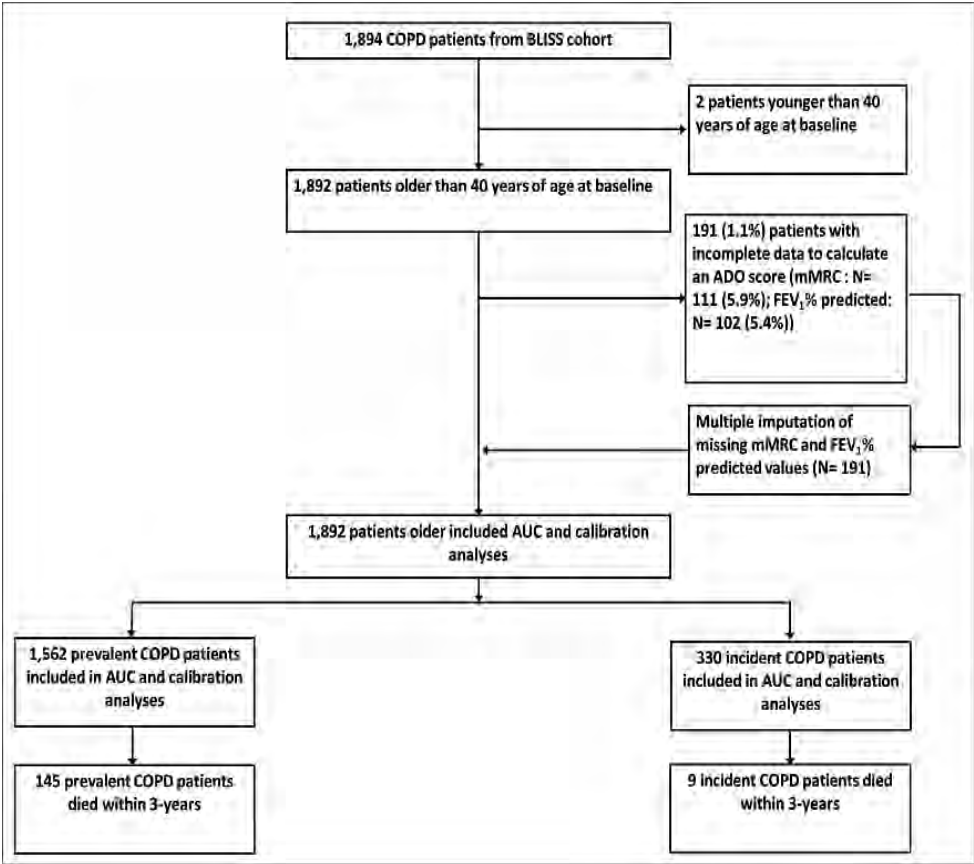 1,894 COPD patients from BLISS cohort
2 patients younger than 40
years of age at baseline
1,892 patients older than 40 years of age at baseline
191 (1.1%) patients with
incomplete data to calculate
an ADO score (mMRC : N=
111 (5.9%); FEV₁% predicted:
N= 102 (5.4%))
Multiple imputation of
missing mMRC and FEV₁%
predicted values (N= 191)
1,892 patients older included AUC and calibration
analyses
1,562 prevalent COPD patients
included in AUC and calibration
analyses
330 incident COPD patients
included in AUC and calibration
analyses
145 prevalent COPD patients
died within 3-years
9 incident COPD patients died
within 3-years